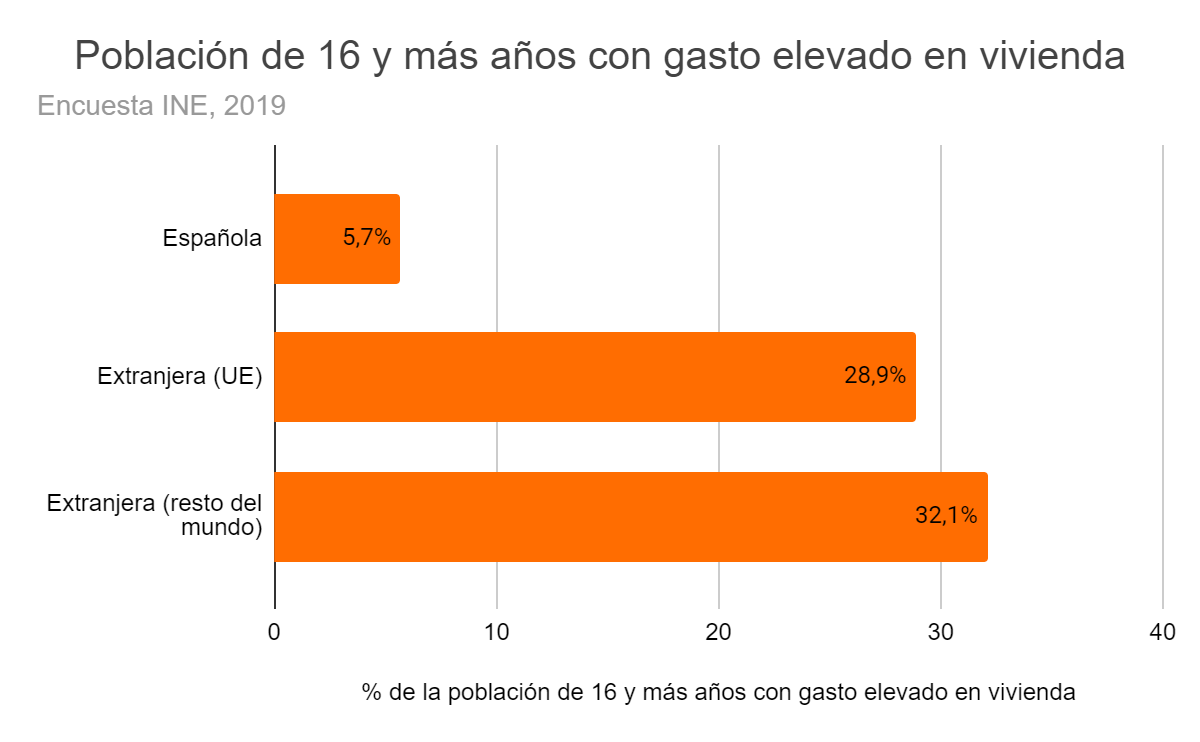 Población de 16 y más años con gasto elevado en vivienda
Encuesta INE, 2019
Española
5,7%
Extranjera (UE)
28,9%
Extranjera (resto del
mundo)
32,1%
0
10
20
30
40
% de la población de 16 y más años con gasto elevado en vivienda